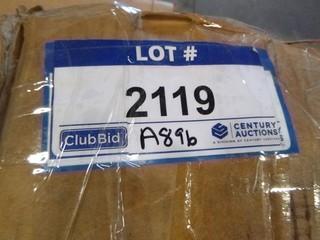 LOT #
2119
ClubBid
A89b
CENTURY
AUCTIONS